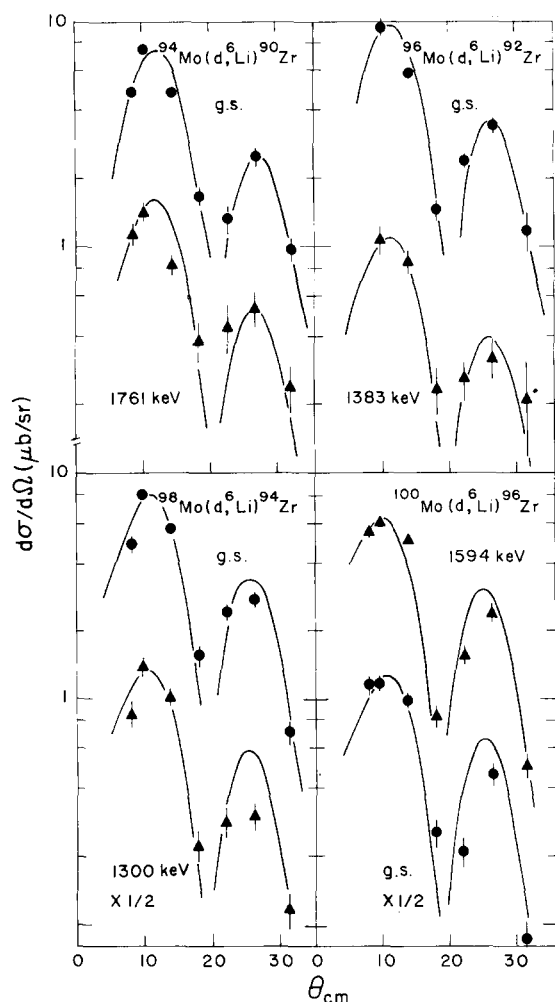 10
1
10
1
dσ/dΩ (μb/sr)
⁹⁴Mo(d,⁶Li)⁹⁰Zr
g.s.
1761 keV
⁹⁶Mo(d,⁶Li)⁹²Zr
g.s.
1383 keV
⁹⁸Mo(d,⁶Li)⁹⁴Zr
g.s.
1300 keV
X 1/2
¹⁰⁰Mo(d,⁶Li)⁹⁶Zr
1594 keV
g.s.
X1/2
0 10 20 30 0 10 20 30
θcm